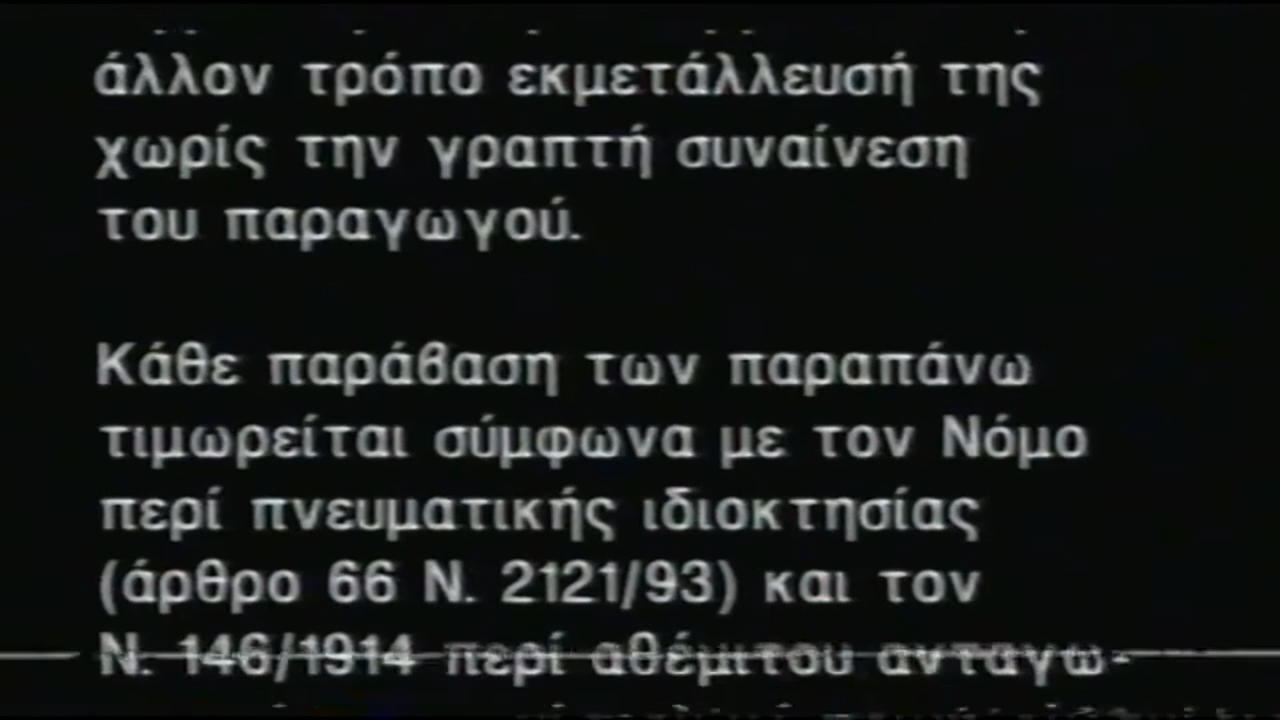 άλλον τρόπο εκμετάλλευσή της
χωρίς την γραπτή συναίνεση
του παραγωγού.
Κάθε παράβαση των παραπάνω
τιμωρείται σύμφωνα με τον Νόμο
περί πνευματικής ιδιοκτησίας
(άρθρο 66 Ν. 2121/93) και τον
Ν. 146/1914 περί αθέμιτου ανταγω-